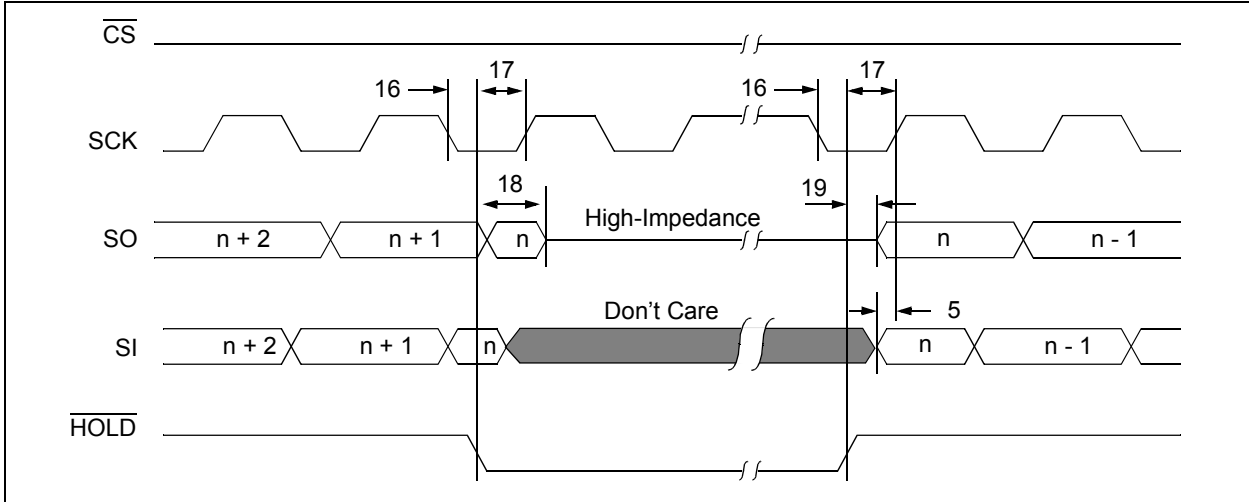 CS
17
17
16
16
SCK
18
19
High-Impedance
SO
n + 2
n + 1
n
n
n - 1
Don't Care
5
SI
n + 2
n + 1
n
n
n - 1
HOLD